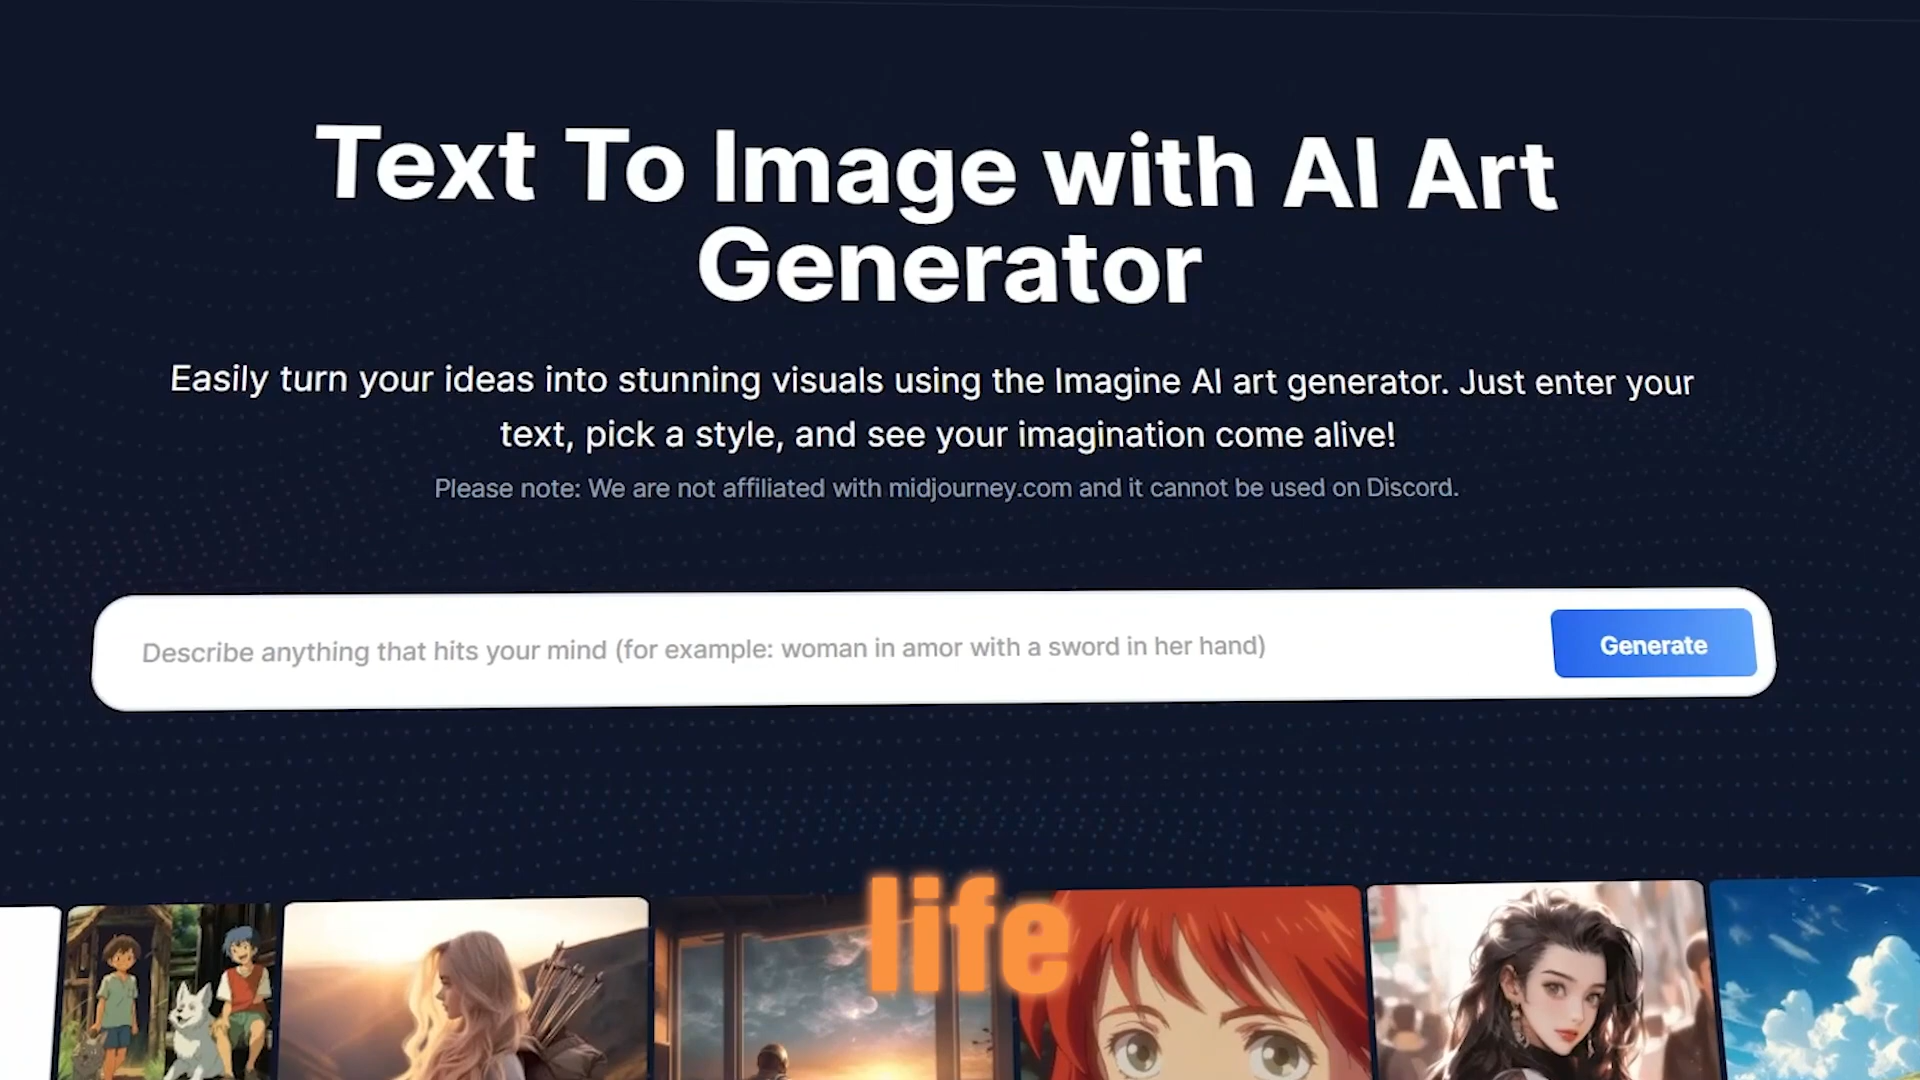 Text To Image with AI Art
Generator
Easily turn your ideas into stunning visuals using the Imagine AI art generator. Just enter your
text, pick a style, and see your imagination come alive!
Please note: We are not affiliated with midjourney.com and it cannot be used on Discord.
Describe anything that hits your mind (for example: woman in amor with a sword in her hand)
Generate
life